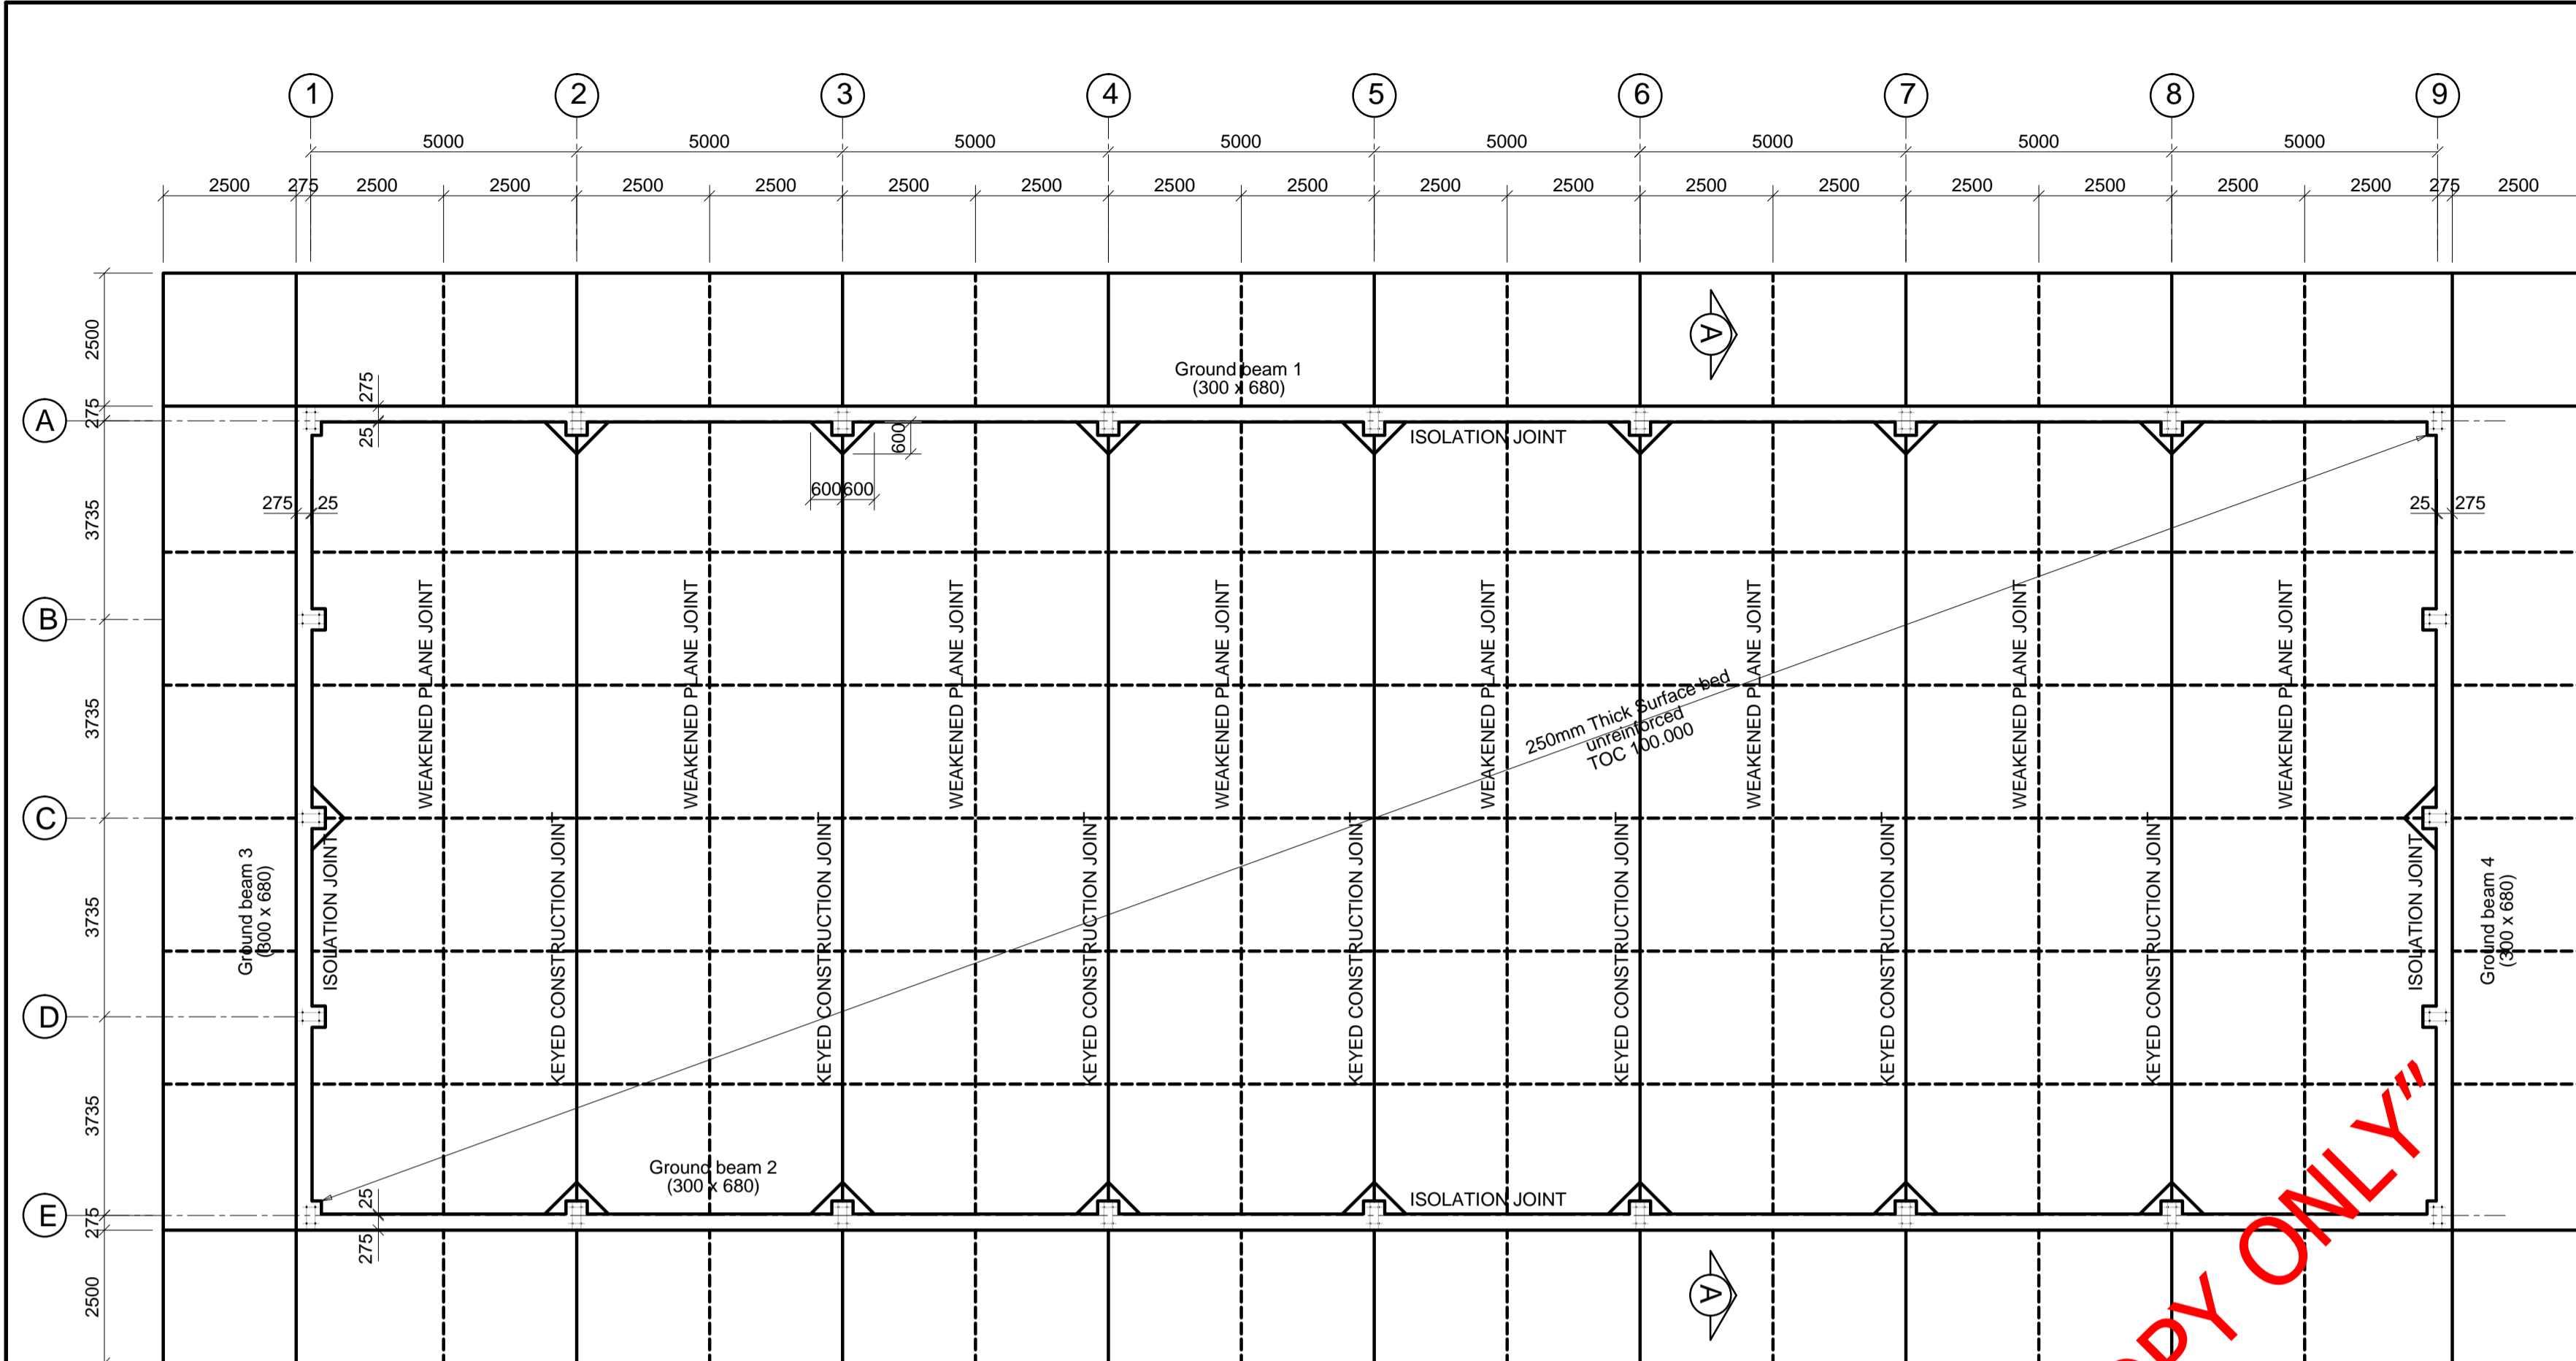 1 2 3 4 5 6 7 8 9
5000 5000 5000 5000 5000 5000 5000 5000
2500 275 2500 2500 2500 2500 2500 2500 2500 2500 2500 2500 2500 2500 2500 2500 2500 2500 275 2500
2500
A
Ground beam 1
(300 x 680)
275
275
A
25
600
ISOLATION JOINT
600 600
275 25
25 275
3735
B
WEAKENED PLANE JOINT
WEAKENED PLANE JOINT
WEAKENED PLANE JOINT
WEAKENED PLANE JOINT
WEAKENED PLANE JOINT
WEAKENED PLANE JOINT
WEAKENED PLANE JOINT
WEAKENED PLANE JOINT
250mm Thick Surface bed
unreinforced
TOC 100.000
3735
C
Ground beam 3
(300 x 680)
ISOLATION JOINT
KEYED CONSTRUCTION JOINT
KEYED CONSTRUCTION JOINT
KEYED CONSTRUCTION JOINT
KEYED CONSTRUCTION JOINT
KEYED CONSTRUCTION JOINT
KEYED CONSTRUCTION JOINT
KEYED CONSTRUCTION JOINT
ISOLATION JOINT
Ground beam 4
(300 x 680)
3735
D
3735
Ground beam 2
(300 x 680)
25
ISOLATION JOINT
E
275
275
2500
A
ONLY”